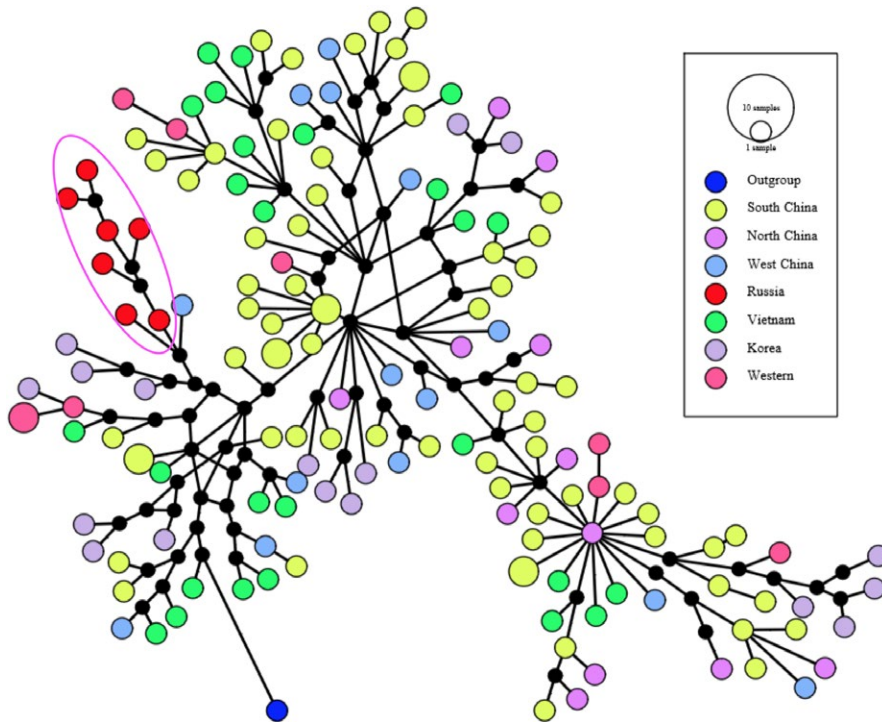 10 samples
1 sample
Outgroup
South China
North China
West China
Russia
Vietnam
Korea
Western